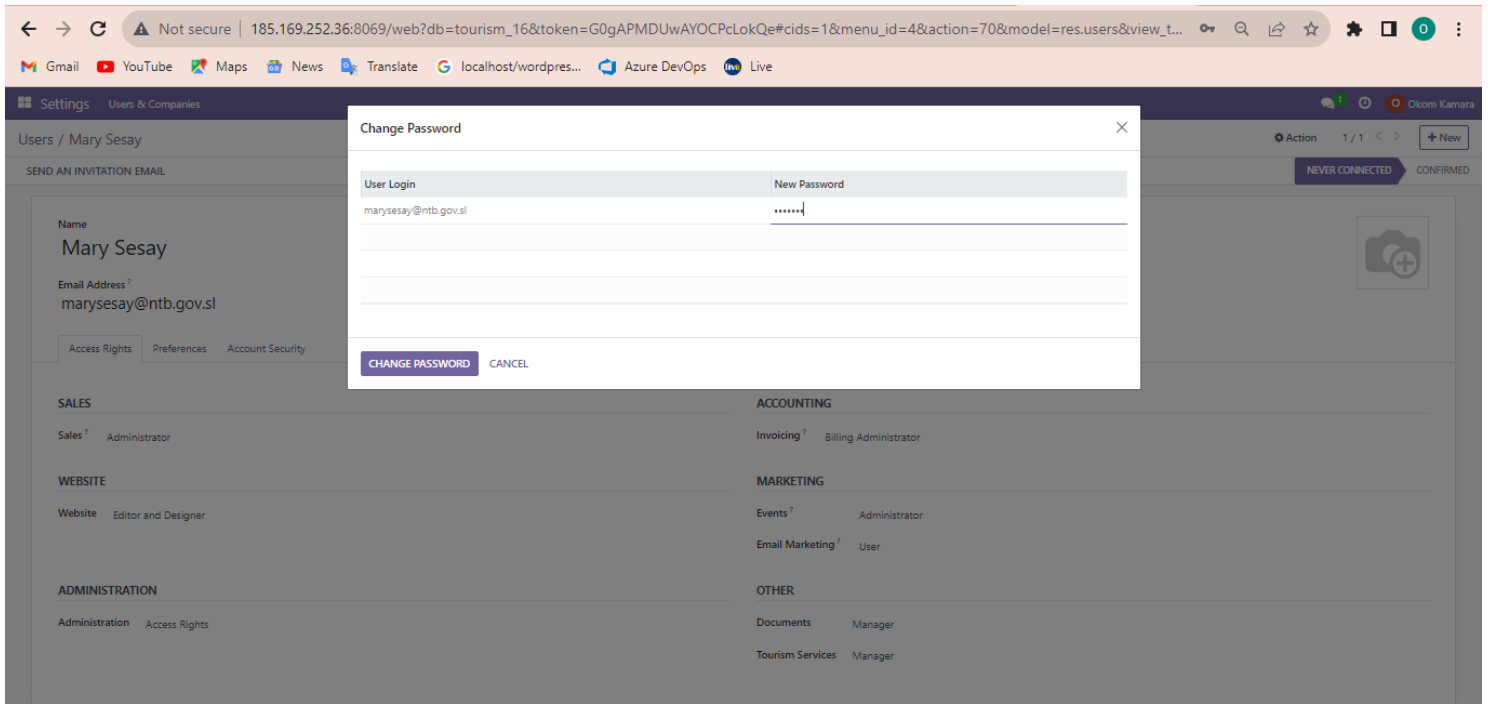 Not secure | 185.169.252.36:8069/web?db=tourism_16&token=G0gAPMDUwAYOCPcLokQe#cids=1&menu_id=4&action=70&model=res.users&view_t... O
Gmail YouTube Maps News Translate localhost/wordpres... Azure DevOps live Live
Settings Users & Companies 1 O Okom Kamara
Users / Mary Sesay Change Password Action 1 / 1 New
SEND AN INVITATION EMAIL NEVER CONNECTED CONFIRMED
User Login New Password
marysesay@ntb.gov.sl •••••••
Name
Mary Sesay
Email Address ?
marysesay@ntb.gov.sl
Access Rights Preferences Account Security
CHANGE PASSWORD CANCEL
SALES ACCOUNTING
Sales ? Administrator Invoicing ? Billing Administrator
WEBSITE MARKETING
Website Editor and Designer Events ? Administrator
Email Marketing ? User
ADMINISTRATION OTHER
Administration Access Rights Documents Manager
Tourism Services Manager